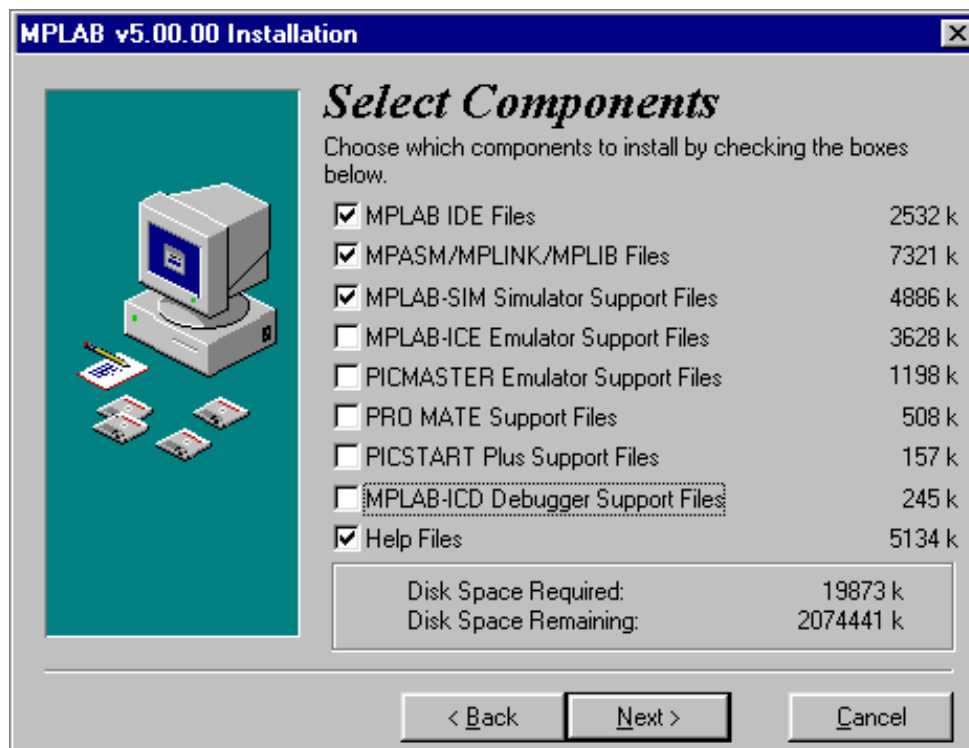 MPLAB v5.00.00 Installation
Select Components
Choose which components to install by checking the boxes
below.
MPLAB IDE Files 2532 k
MPASM/MPLINK/MPLIB Files 7321 k
MPLAB-SIM Simulator Support Files 4886 k
MPLAB-ICE Emulator Support Files 3628 k
PICMASTER Emulator Support Files 1198 k
PRO MATE Support Files 508 k
PICSTART Plus Support Files 157 k
MPLAB-ICD Debugger Support Files 245 k
Help Files 5134 k
Disk Space Required: 19873 k
Disk Space Remaining: 2074441 k
< Back Next > Cancel